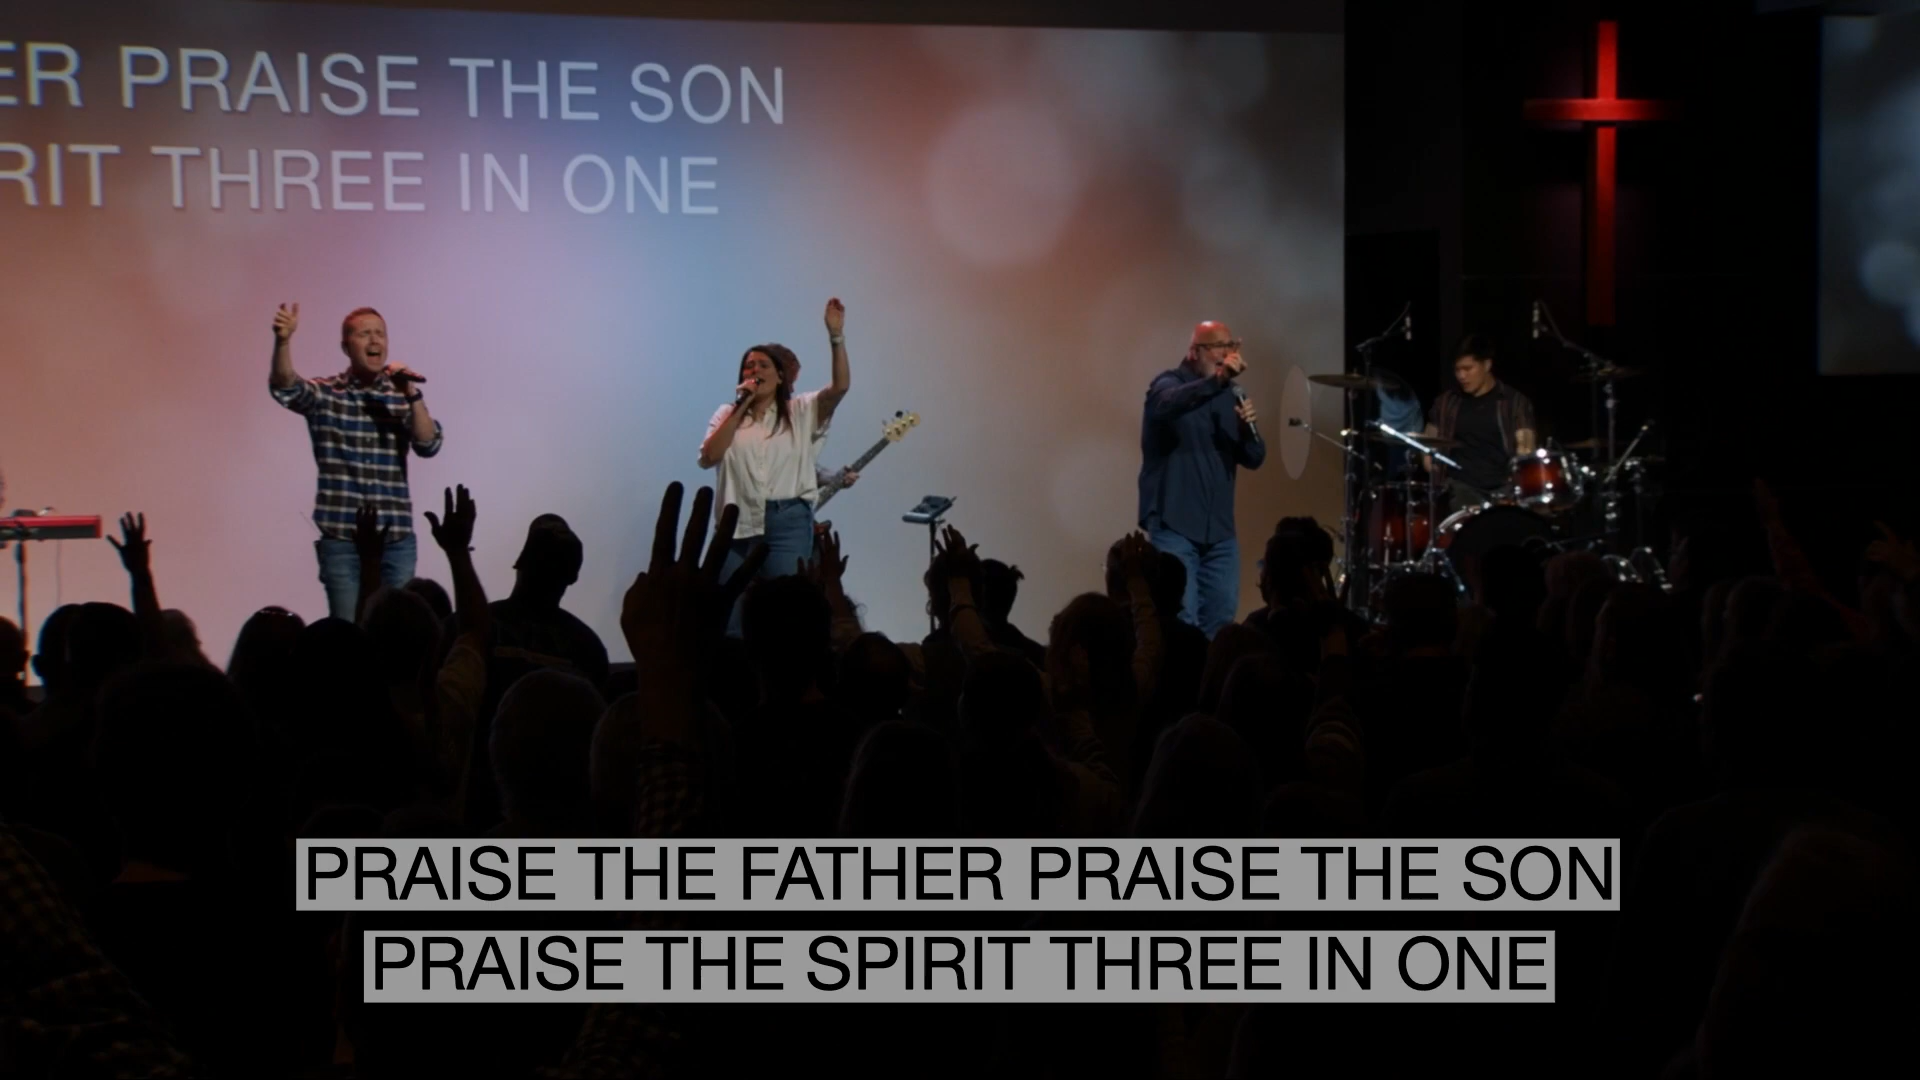 ER PRAISE THE SON
RIT THREE IN ONE
PRAISE THE FATHER PRAISE THE SON
PRAISE THE SPIRIT THREE IN ONE